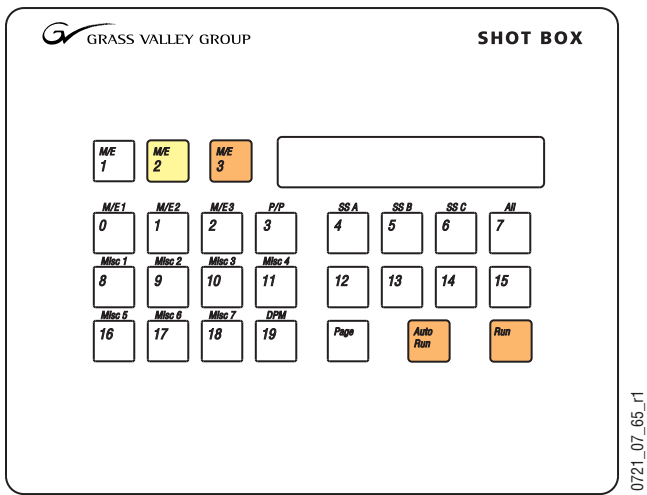 GRASS VALLEY GROUP
SHOT BOX
M/E 1
M/E 2
M/E 3
M/E1 M/E2 M/E3 P/P SS A SS B SS C All
0 1 2 3 4 5 6 7
Misc 1 Misc 2 Misc 3 Misc 4
8 9 10 11 12 13 14 15
Misc 5 Misc 6 Misc 7 DPM
16 17 18 19 Page Auto Run Run
0721_07_65_r1